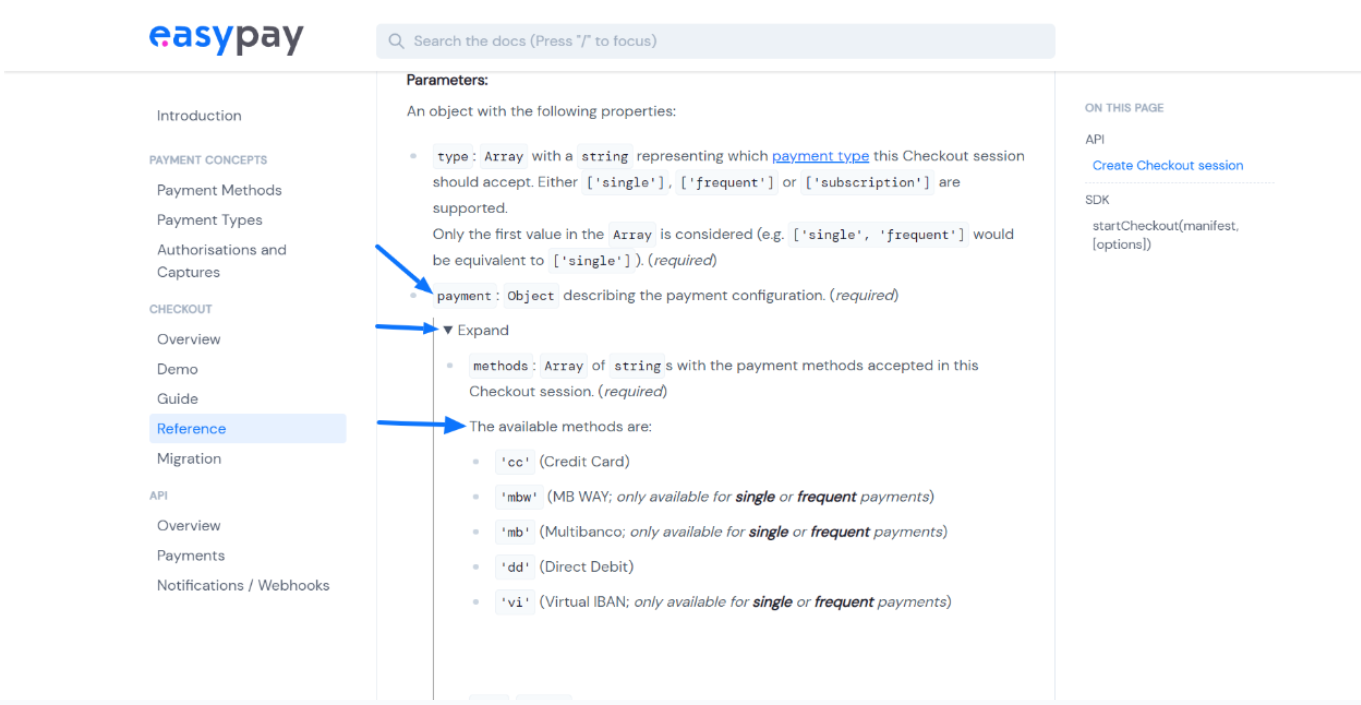 easypay
Search the docs (Press "/" to focus)
Introduction
PAYMENT CONCEPTS
Payment Methods
Payment Types
Authorisations and
Captures
CHECKOUT
Overview
Demo
Guide
Reference
Migration
API
Overview
Payments
Notifications / Webhooks
Parameters:
An object with the following properties:
type: Array with a string representing which payment type this Checkout session
should accept. Either ['single'], ['frequent'] or ['subscription'] are
supported.
Only the first value in the Array is considered (e.g. ['single', 'frequent'] would
be equivalent to ['single']). (required)
payment: Object describing the payment configuration. (required)
▼ Expand
methods: Array of strings with the payment methods accepted in this
Checkout session. (required)
The available methods are:
'cc' (Credit Card)
'mbw' (MB WAY; only available for single or frequent payments)
'mb' (Multibanco; only available for single or frequent payments)
'dd' (Direct Debit)
'vi' (Virtual IBAN; only available for single or frequent payments)
ON THIS PAGE
API
Create Checkout session
SDK
startCheckout(manifest,
[options])